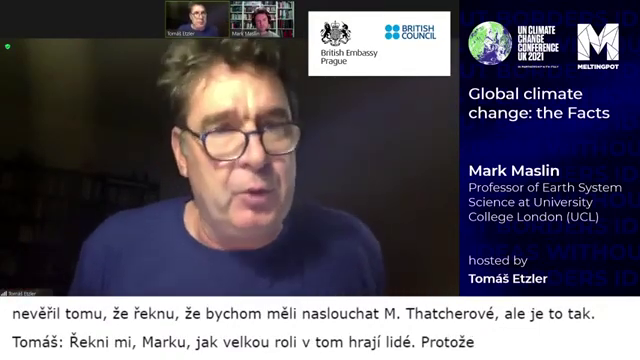 Tomáš Etzler
Mark Maslin
British Embassy
Prague
BRITISH
COUNCIL
UN CLIMATE
CHANGE
CONFERENCE
UK 2021
MELTINGPOT
Global climate
change: the Facts
Mark Maslin
Professor of Earth System
Science at University
College London (UCL)
hosted by
Tomáš Etzler
Tomáš Etzler
nevěřil tomu, že řeknu, že bychom měli naslouchat M. Thatcherové, ale je to tak.
Tomáš: Řekni mi, Marku, jak velkou roli v tom hrají lidé. Protože